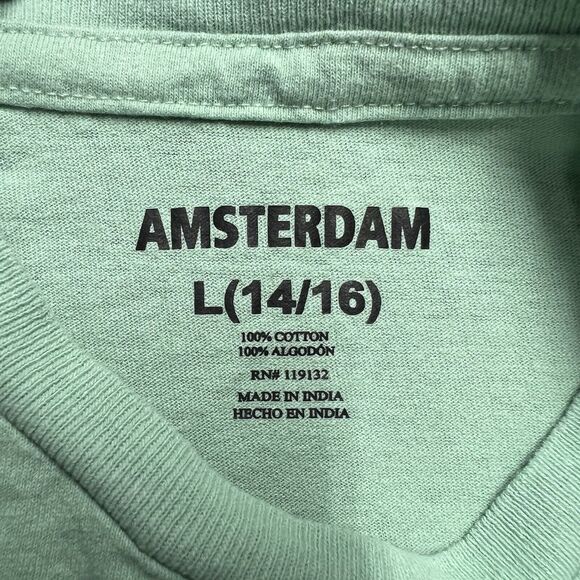 AMSTERDAM
L(14/16)
100% COTTON
100% ALGODÓN
RN# 119132
MADE IN INDIA
HECHO EN INDIA